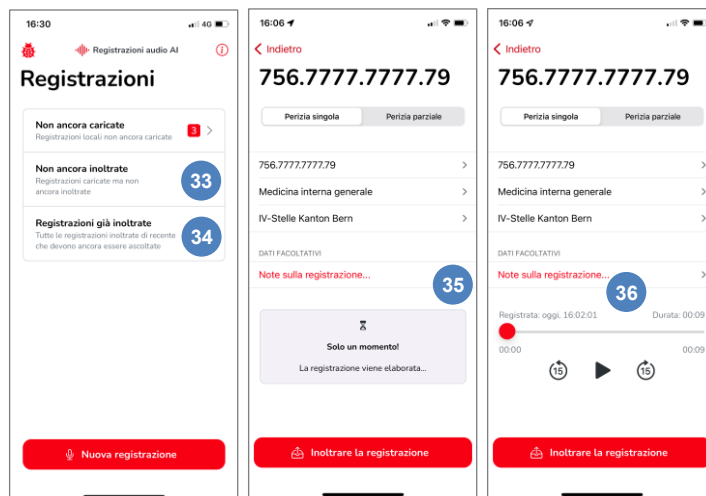 16:30
4G
Registrazioni audio AI
Registrazioni
Non ancora caricate
Registrazioni locali non ancora caricate
3
Non ancora inoltrate
Registrazioni caricate ma non
ancora inoltrate
33
Registrazioni già inoltrate
Tutte le registrazioni inoltrate di recente
che devono ancora essere ascoltate
34
Nuova registrazione
16:06
Indietro
756.7777.7777.79
Perizia singola
Perizia parziale
756.7777.7777.79
Medicina interna generale
IV-Stelle Kanton Bern
DATI FACOLTATIVI
Note sulla registrazione...
35
Solo un momento!
La registrazione viene elaborata...
Inoltrare la registrazione
16:06
Indietro
756.7777.7777.79
Perizia singola
Perizia parziale
756.7777.7777.79
Medicina interna generale
IV-Stelle Kanton Bern
DATI FACOLTATIVI
Note sulla registrazione...
36
Registrata: oggi, 16:02:01
Durata: 00:09
00:00
00:09
15
15
Inoltrare la registrazione